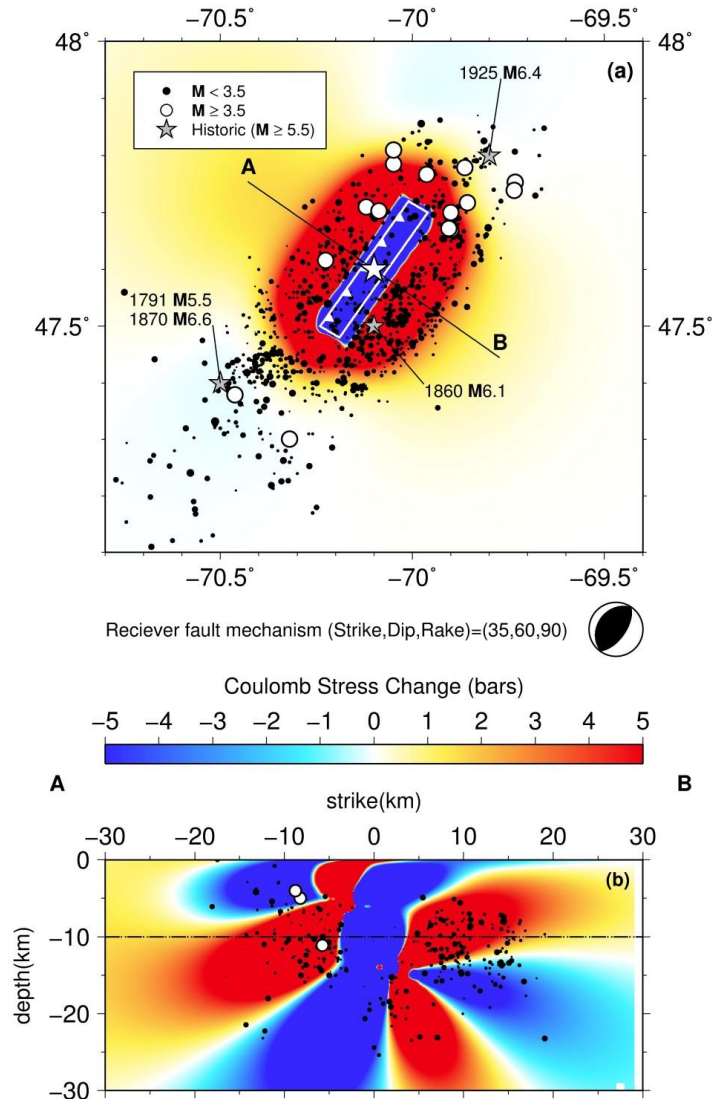 −70.5° −70° −69.5°
48° 48°
(a)
M < 3.5
M ≥ 3.5
Historic (M ≥ 5.5)
1925 M6.4
A
1791 M5.5
1870 M6.6
47.5° 47.5°
B
1860 M6.1
−70.5° −70° −69.5°
Reciever fault mechanism (Strike,Dip,Rake)=(35,60,90)
Coulomb Stress Change (bars)
−5 −4 −3 −2 −1 0 1 2 3 4 5
A B
strike(km)
−30 −20 −10 0 10 20 30
0
(b)
−10
depth(km)
−20
−30